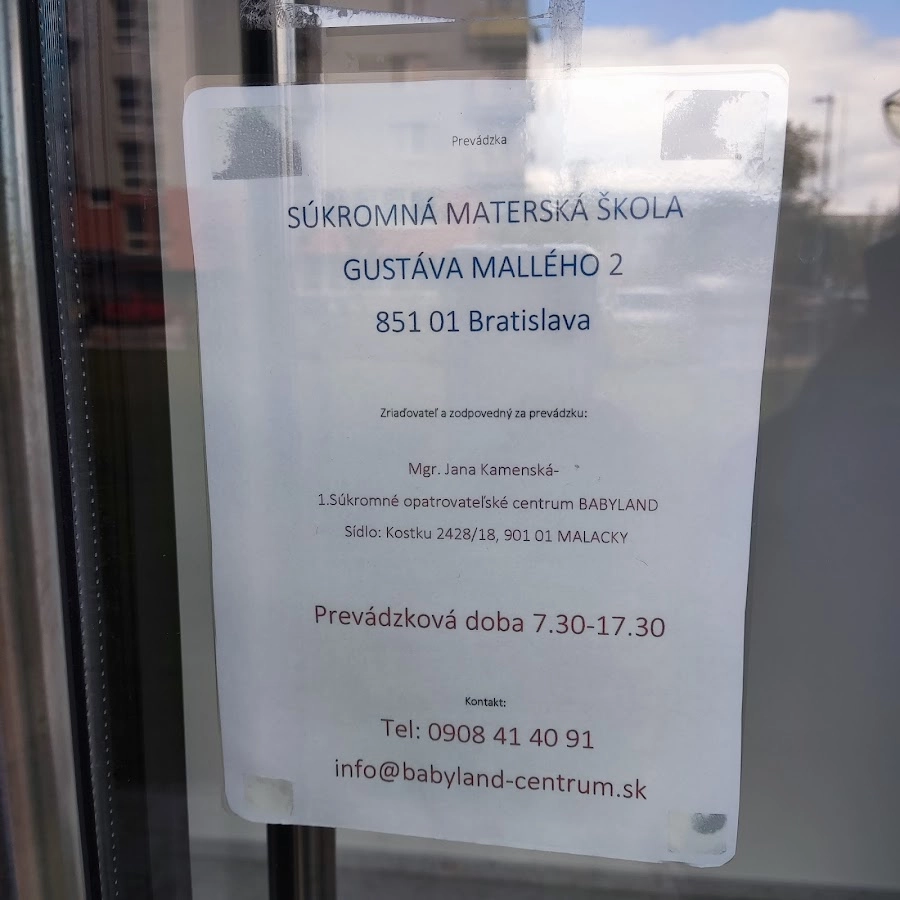 Prevádzka
SÚKROMNÁ MATERSKÁ ŠKOLA
GUSTÁVA MALLÉHO 2
851 01 Bratislava
Zriaďovateľ a zodpovedný za prevádzku:
Mgr. Jana Kamenská-
1.Súkromné opatrovateľské centrum BABYLAND
Sídlo: Kostku 2428/18, 901 01 MALACKY
Prevádzková doba 7.30-17.30
Kontakt:
Tel: 0908 41 40 91
info@babyland-centrum.sk